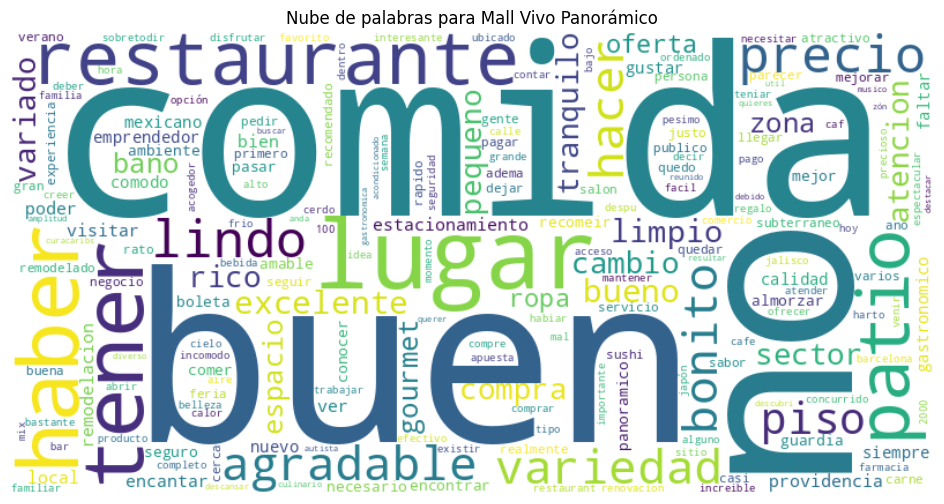 Nube de palabras para Mall Vivo Panorámico
verano sobretodir disfrutar favorito interesante ubicado
restaurante comida oferta gustar precio
necesitar atractivo ordenado persona parecer mejorar teniar util quieres musico zón
variado hora familia opción experiencia deber
mexicano emprendedor ambiente baño comodo
pedir bien buscar primero pasar alto
recomendado acogedor acondicionado semana
gente calle pagar grande rapido seguridad adema dejar
pequeno contar dentro tranquilo bajo hacer
justo publico decir quedo salon facil
zona llegar pesimo caf pago mejor
faltar atencion precioso espectacular destacar
gran creer poder visitar rato
frio cerdo 100 gastronomica
estacionamiento recomeir despu comercio regalo debido reunido
subterraneo hoy año
amplitud curacaribs remodelado negocio
lindo lugar limpio acceso quedar resultar
haber tener rico amable seguir bebida idea anda momento
cambio mantener bueno bonito
jalisco calidad varios atender almorzar ofrecer harto venir
patio gastronomico
boleta excelente ropa servicio
remodelacion buena abrir diverso
buen no
cielo incomodo comer aire feria belleza calor
espacio trabajar conocer ver gourmet
querer compre apuesta compra comprar tipo
habiar mal sushi panoramico importante japón
cafe sabor sector concurrido barcelona
piso guardia descubri siempre 2000
mix bastante bar producto local familiar
seguro completo encantar cerca nuevo autista
descansar culinario agradable efectivo necesario
existir realmente encontrar variedad restaurant renovacion
alguno sitio casi increible providencia farmacia carne